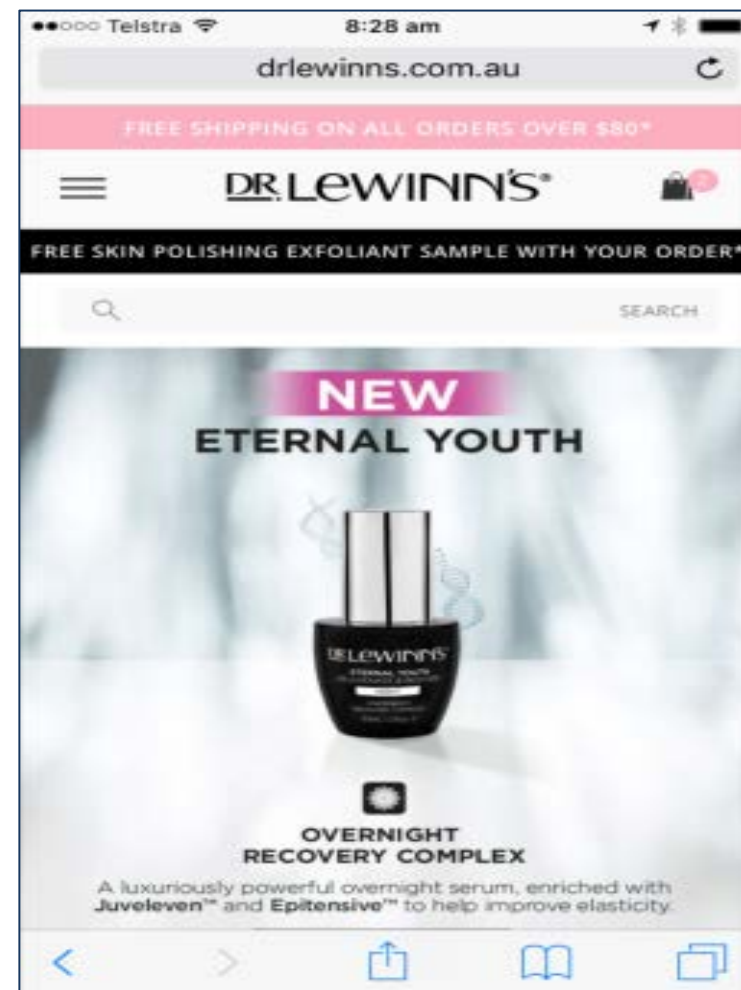 Telstra 8:28 am
drlewinns.com.au
FREE SHIPPING ON ALL ORDERS OVER $80*
DR. LEWINN'S®
FREE SKIN POLISHING EXFOLIANT SAMPLE WITH YOUR ORDER*
SEARCH
NEW
ETERNAL YOUTH
DR. LEWINN'S
ETERNAL YOUTH
OVERNIGHT
RECOVERY COMPLEX
A luxuriously powerful overnight serum, enriched with
Juveleven™ and Epitensive™ to help improve elasticity.